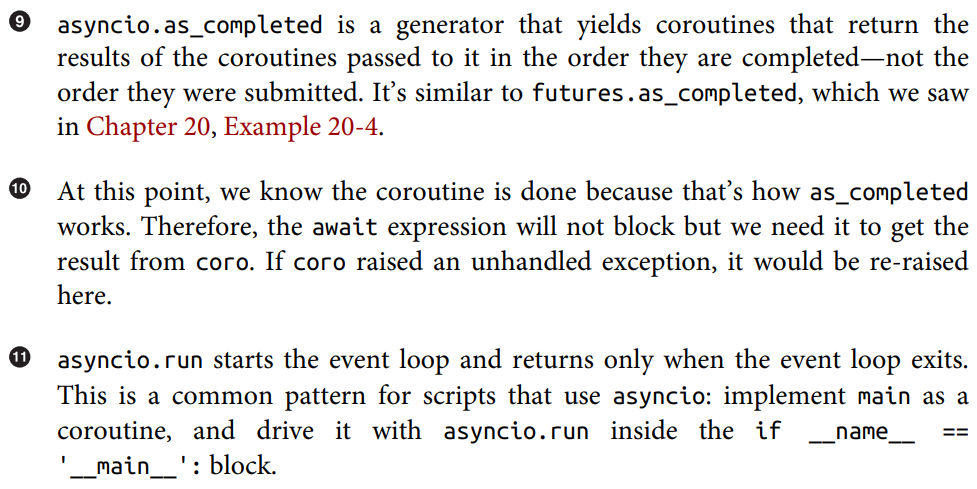 9 asyncio.as_completed is a generator that yields coroutines that return the
results of the coroutines passed to it in the order they are completed—not the
order they were submitted. It’s similar to futures.as_completed, which we saw
in Chapter 20, Example 20-4.
10 At this point, we know the coroutine is done because that’s how as_completed
works. Therefore, the await expression will not block but we need it to get the
result from coro. If coro raised an unhandled exception, it would be re-raised
here.
11 asyncio.run starts the event loop and returns only when the event loop exits.
This is a common pattern for scripts that use asyncio: implement main as a
coroutine, and drive it with asyncio.run inside the if __name__ ==
'__main__': block.